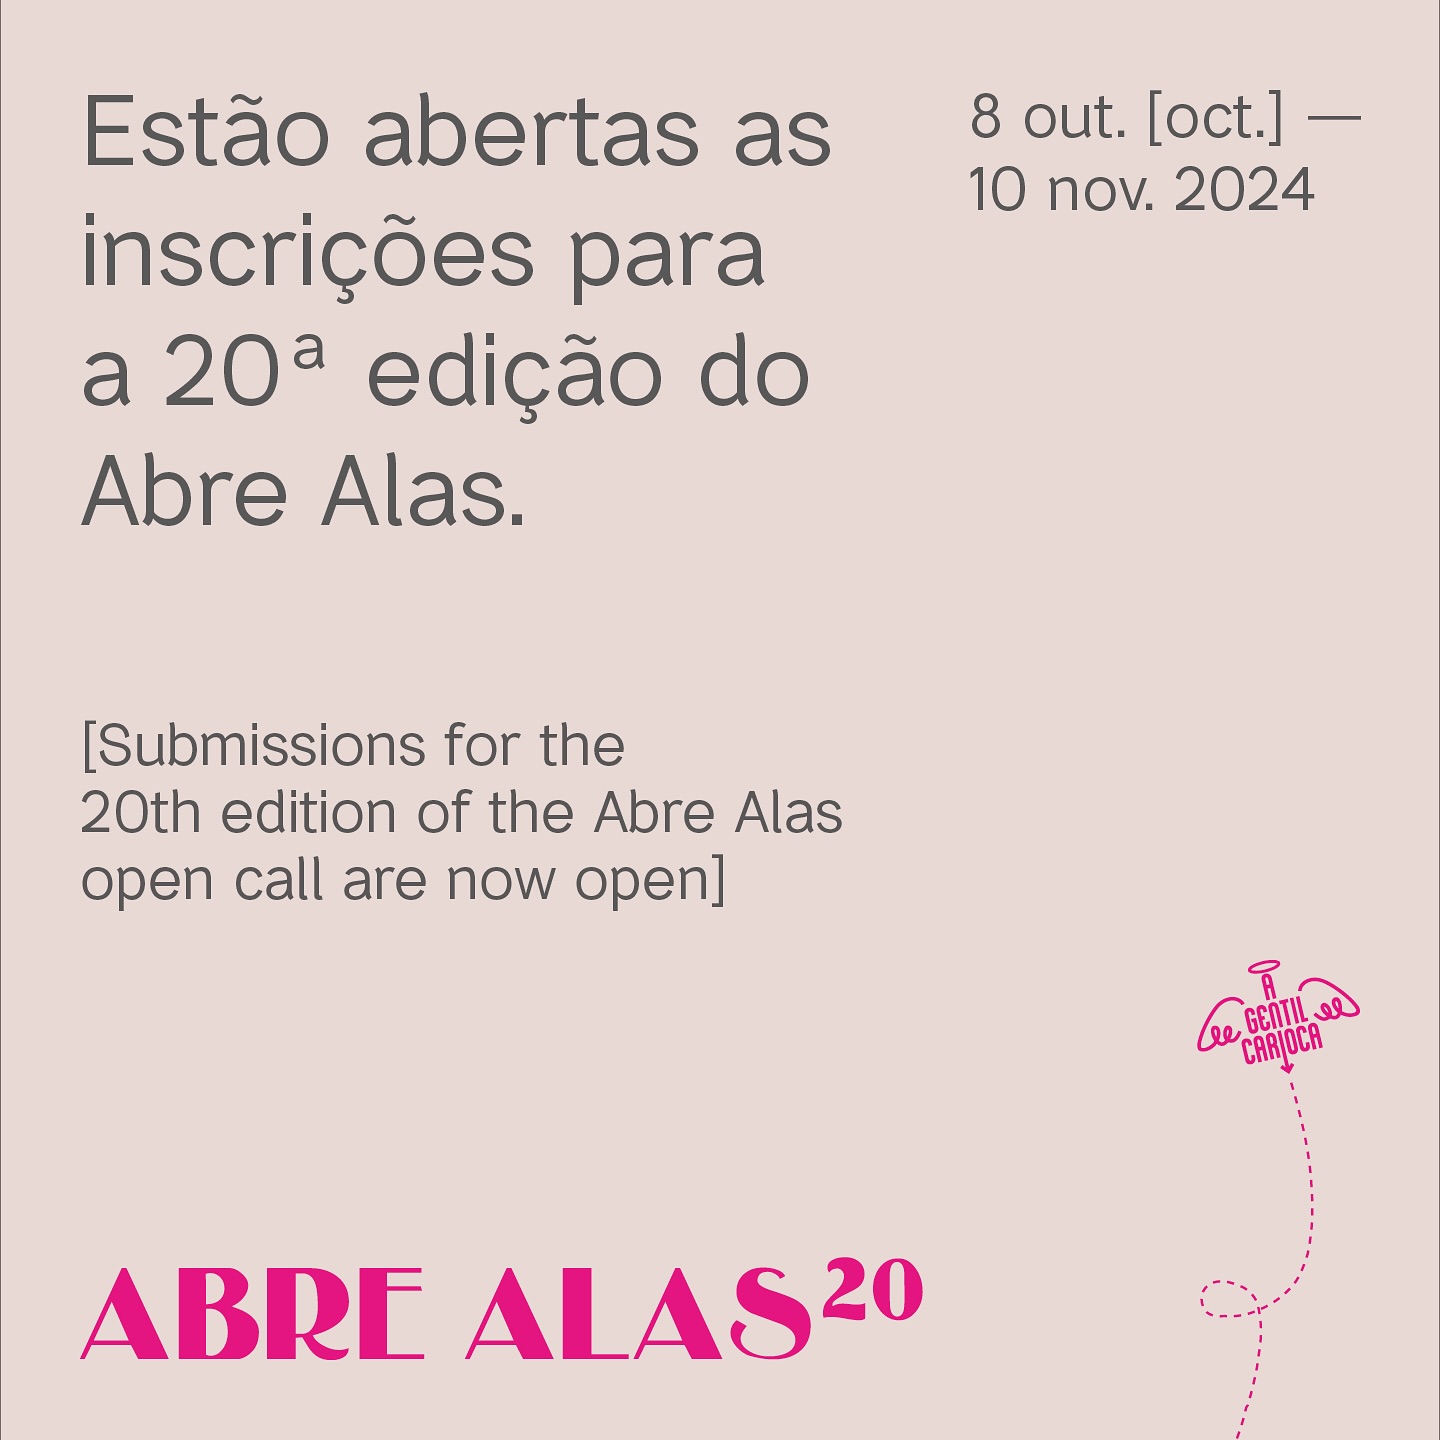 Estão abertas as
inscrições para
a 20ª edição do
Abre Alas.
8 out. [oct.] —
10 nov. 2024
[Submissions for the
20th edition of the Abre Alas
open call are now open]
A
GENTIL
CARIOCA
ABRE ALAS²⁰